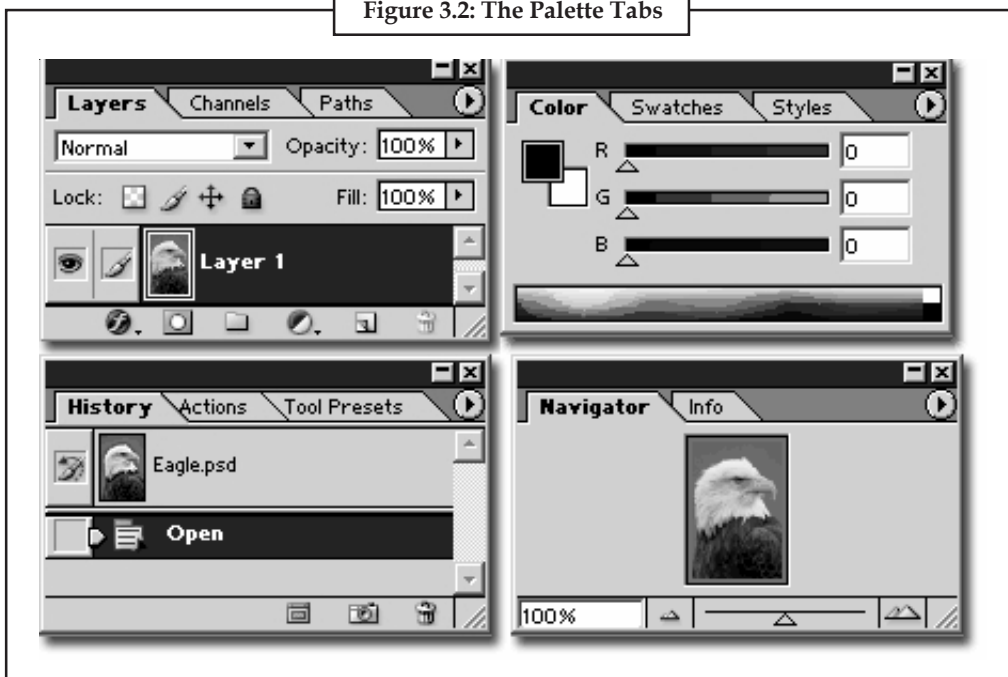 Figure 3.2: The Palette Tabs
Layers Channels Paths
Normal Opacity: 100%
Lock: Fill: 100%
Layer 1
Color Swatches Styles
R 0
G 0
B 0
History Actions Tool Presets
Eagle.psd
Open
Navigator Info
100%